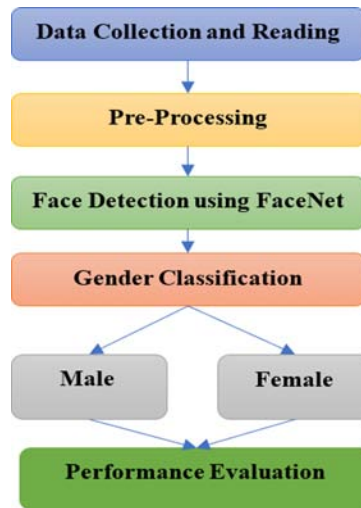 Data Collection and Reading
Pre-Processing
Face Detection using FaceNet
Gender Classification
Male
Female
Performance Evaluation